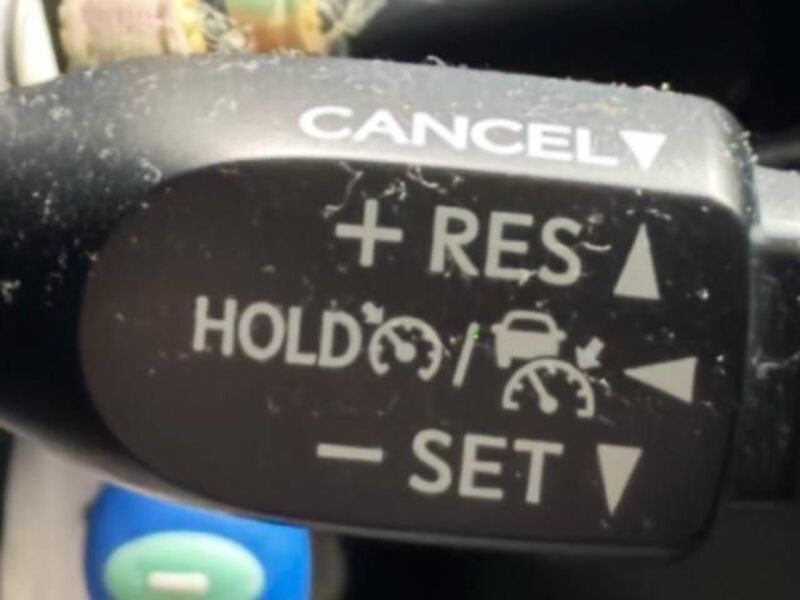 CANCEL▼
+ RES ▲
HOLD / ◀
− SET ▼